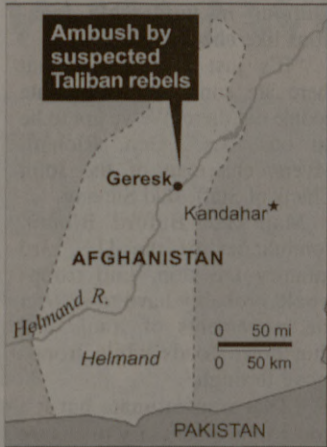 Ambush by
suspected
Taliban rebels
Geresk
Kandahar
AFGHANISTAN
Helmand R.
0 50 mi
0 50 km
Helmand
PAKISTAN